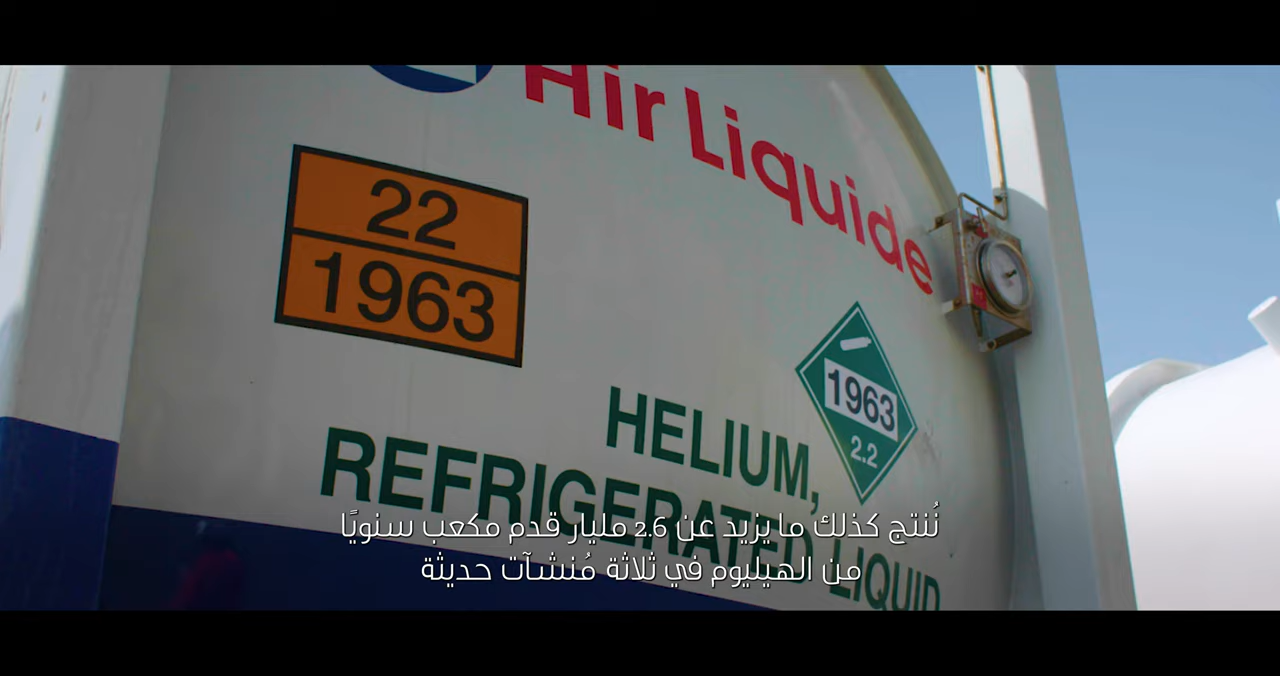 Air Liquide
22
1963
1963
2.2
HELIUM,
REFRIGERATED LIQUID
نُنتج كذلك ما يزيد عن 2.6 مليار قدم مكعب سنويًا
من الهيليوم في ثلاثة مُنشآت حديثة